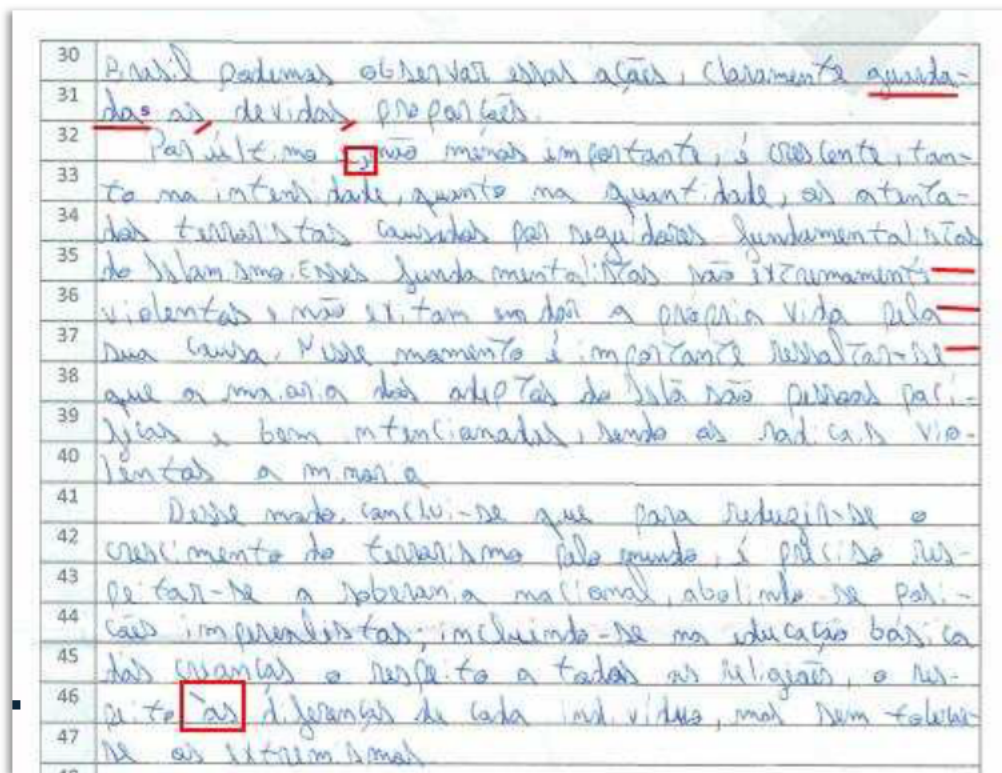 30 Brasil podemos observar essas ações, claramente guarda-
31 das as devidas proporções.
32 Por último e não menos importante, é crescente, tan-
33 to na intensidade, quanto na quantidade, os atenta-
34 dos terroristas causados por seguidores fundamentalistas
35 do Islamismo. Esses fundamentalistas são extremamente
36 violentos e não exitam em dar a própria vida pela
37 sua causa. Nesse momento é importante ressaltar-se
38 que a maioria dos adeptos do Islã são pessoas pací-
39 ficas e bem intencionadas, sendo os radicais vio-
40 lentos a minoria
41 Desse modo, conclui-se que para reduzir-se o
42 crescimento do terrorismo pelo mundo, é preciso res-
43 peitar-se a soberania nacional, abolindo-se posi-
44 ções imperealistas; incluindo-se na educação básica
45 das crianças o respeito a todas as religiões, o res-
46 peito às diferenças de cada indivíduo, mas sem tolerar-
47 se os extremismos.